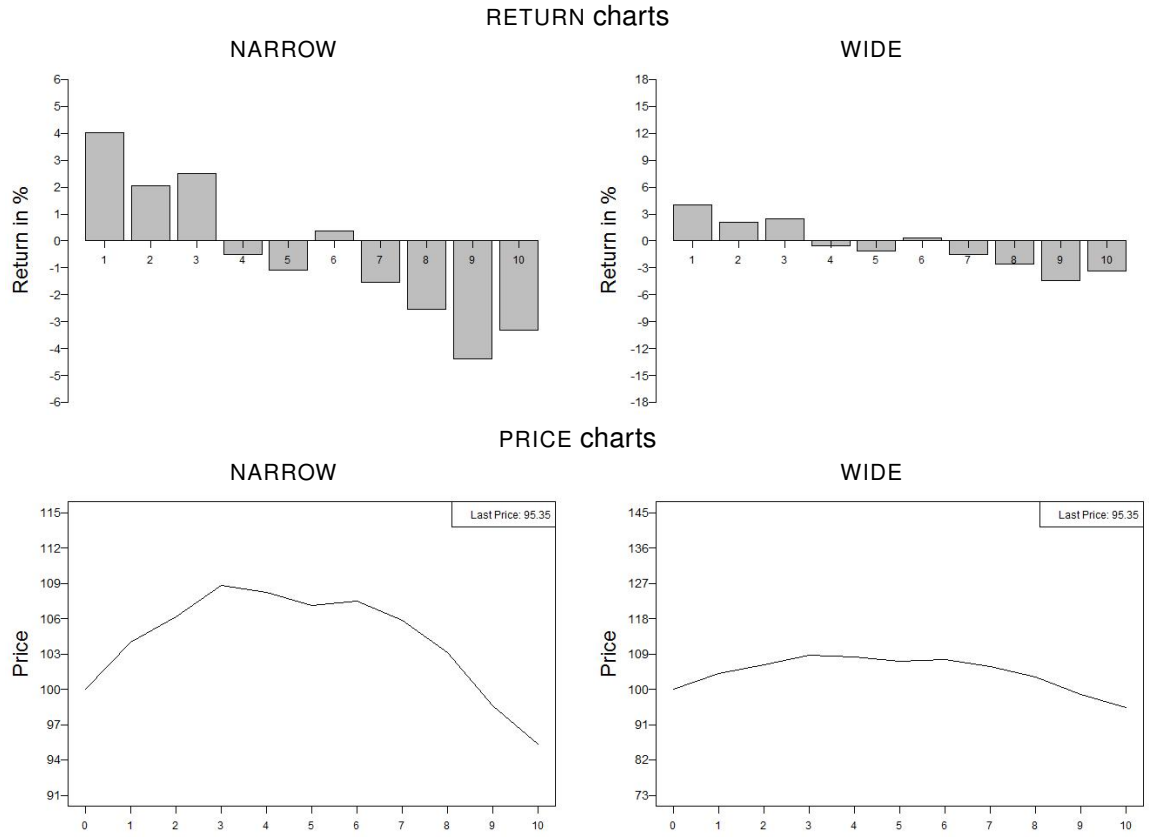 RETURN charts
NARROW
WIDE
Return in %
6
5
4
3
2
1
0
-1
-2
-3
-4
-5
-6
1 2 3 4 5 6 7 8 9 10
Return in %
18
15
12
9
6
3
0
-3
-6
-9
-12
-15
-18
1 2 3 4 5 6 7 8 9 10
PRICE charts
NARROW
WIDE
Price
115
112
109
106
103
100
97
94
91
Last Price: 95.35
0 1 2 3 4 5 6 7 8 9 10
Price
145
136
127
118
109
100
91
82
73
Last Price: 95.35
0 1 2 3 4 5 6 7 8 9 10